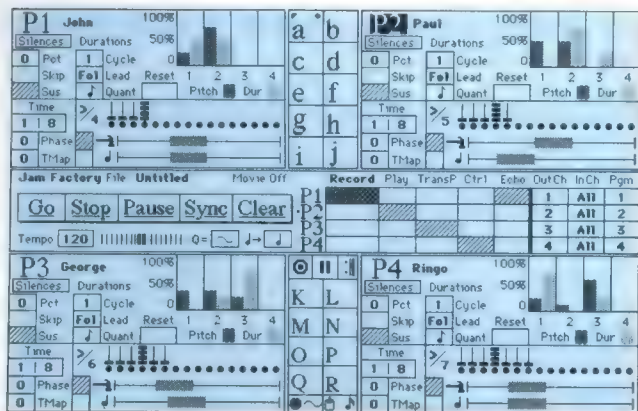 P1 John 100%
Silences Durations 50%
0 Pct 1 Cycle 0
Skip Fol Lead Reset 1 2 3 4
Sus Quant Pitch Dur
Time
1 8 >/4
0 Phase
0 TMap
a b
c d
e f
g h
i j
P2 Paul 100%
Silences Durations 50%
0 Pct 1 Cycle 0
Skip Fol Lead Reset 1 2 3 4
Sus Quant Pitch Dur
Time
1 8 >/5
0 Phase
0 TMap
Jam Factory File Untitled Movie Off
Go Stop Pause Sync Clear
Tempo 120 Q=
Record Play TransP Ctrl Echo OutCh InCh Pgm
P1 1 All 1
P2 2 All 2
P3 3 All 3
P4 4 All 4
P3 George 100%
Silences Durations 50%
0 Pct 1 Cycle 0
Skip Fol Lead Reset 1 2 3 4
Sus Quant Pitch Dur
Time
1 8 >/6
0 Phase
0 TMap
K L
M N
O P
Q R
P4 Ringo 100%
Silences Durations 50%
0 Pct 1 Cycle 0
Skip Fol Lead Reset 1 2 3 4
Sus Quant Pitch Dur
Time
1 8 >/7
0 Phase
0 TMap